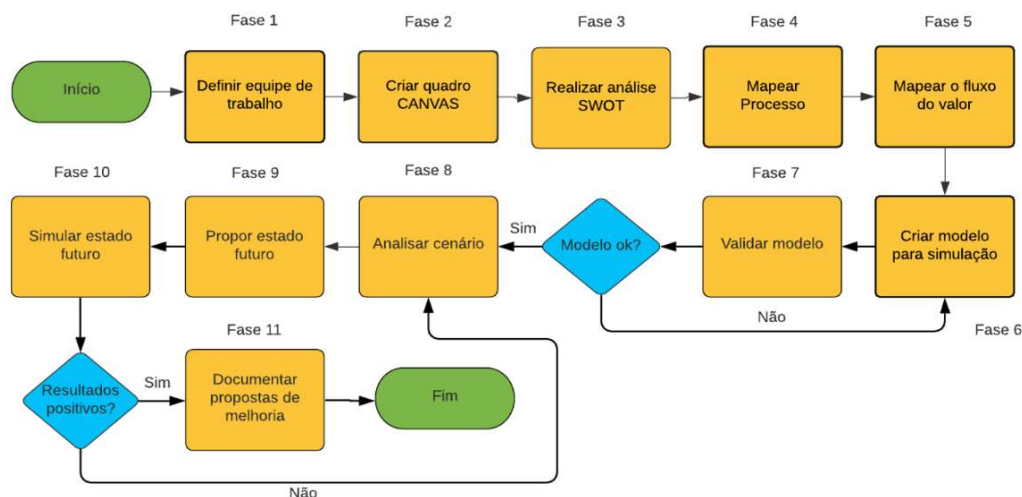 Fase 1
Fase 2
Fase 3
Fase 4
Fase 5
Início
Definir equipe de
trabalho
Criar quadro
CANVAS
Realizar análise
SWOT
Mapear
Processo
Mapear o fluxo
do valor
Fase 10
Fase 9
Fase 8
Fase 7
Simular estado
futuro
Propor estado
futuro
Analisar cenário
Sim
Modelo ok?
Validar modelo
Criar modelo
para simulação
Não
Fase 6
Fase 11
Resultados
positivos?
Sim
Documentar
propostas de
melhoria
Fim
Não